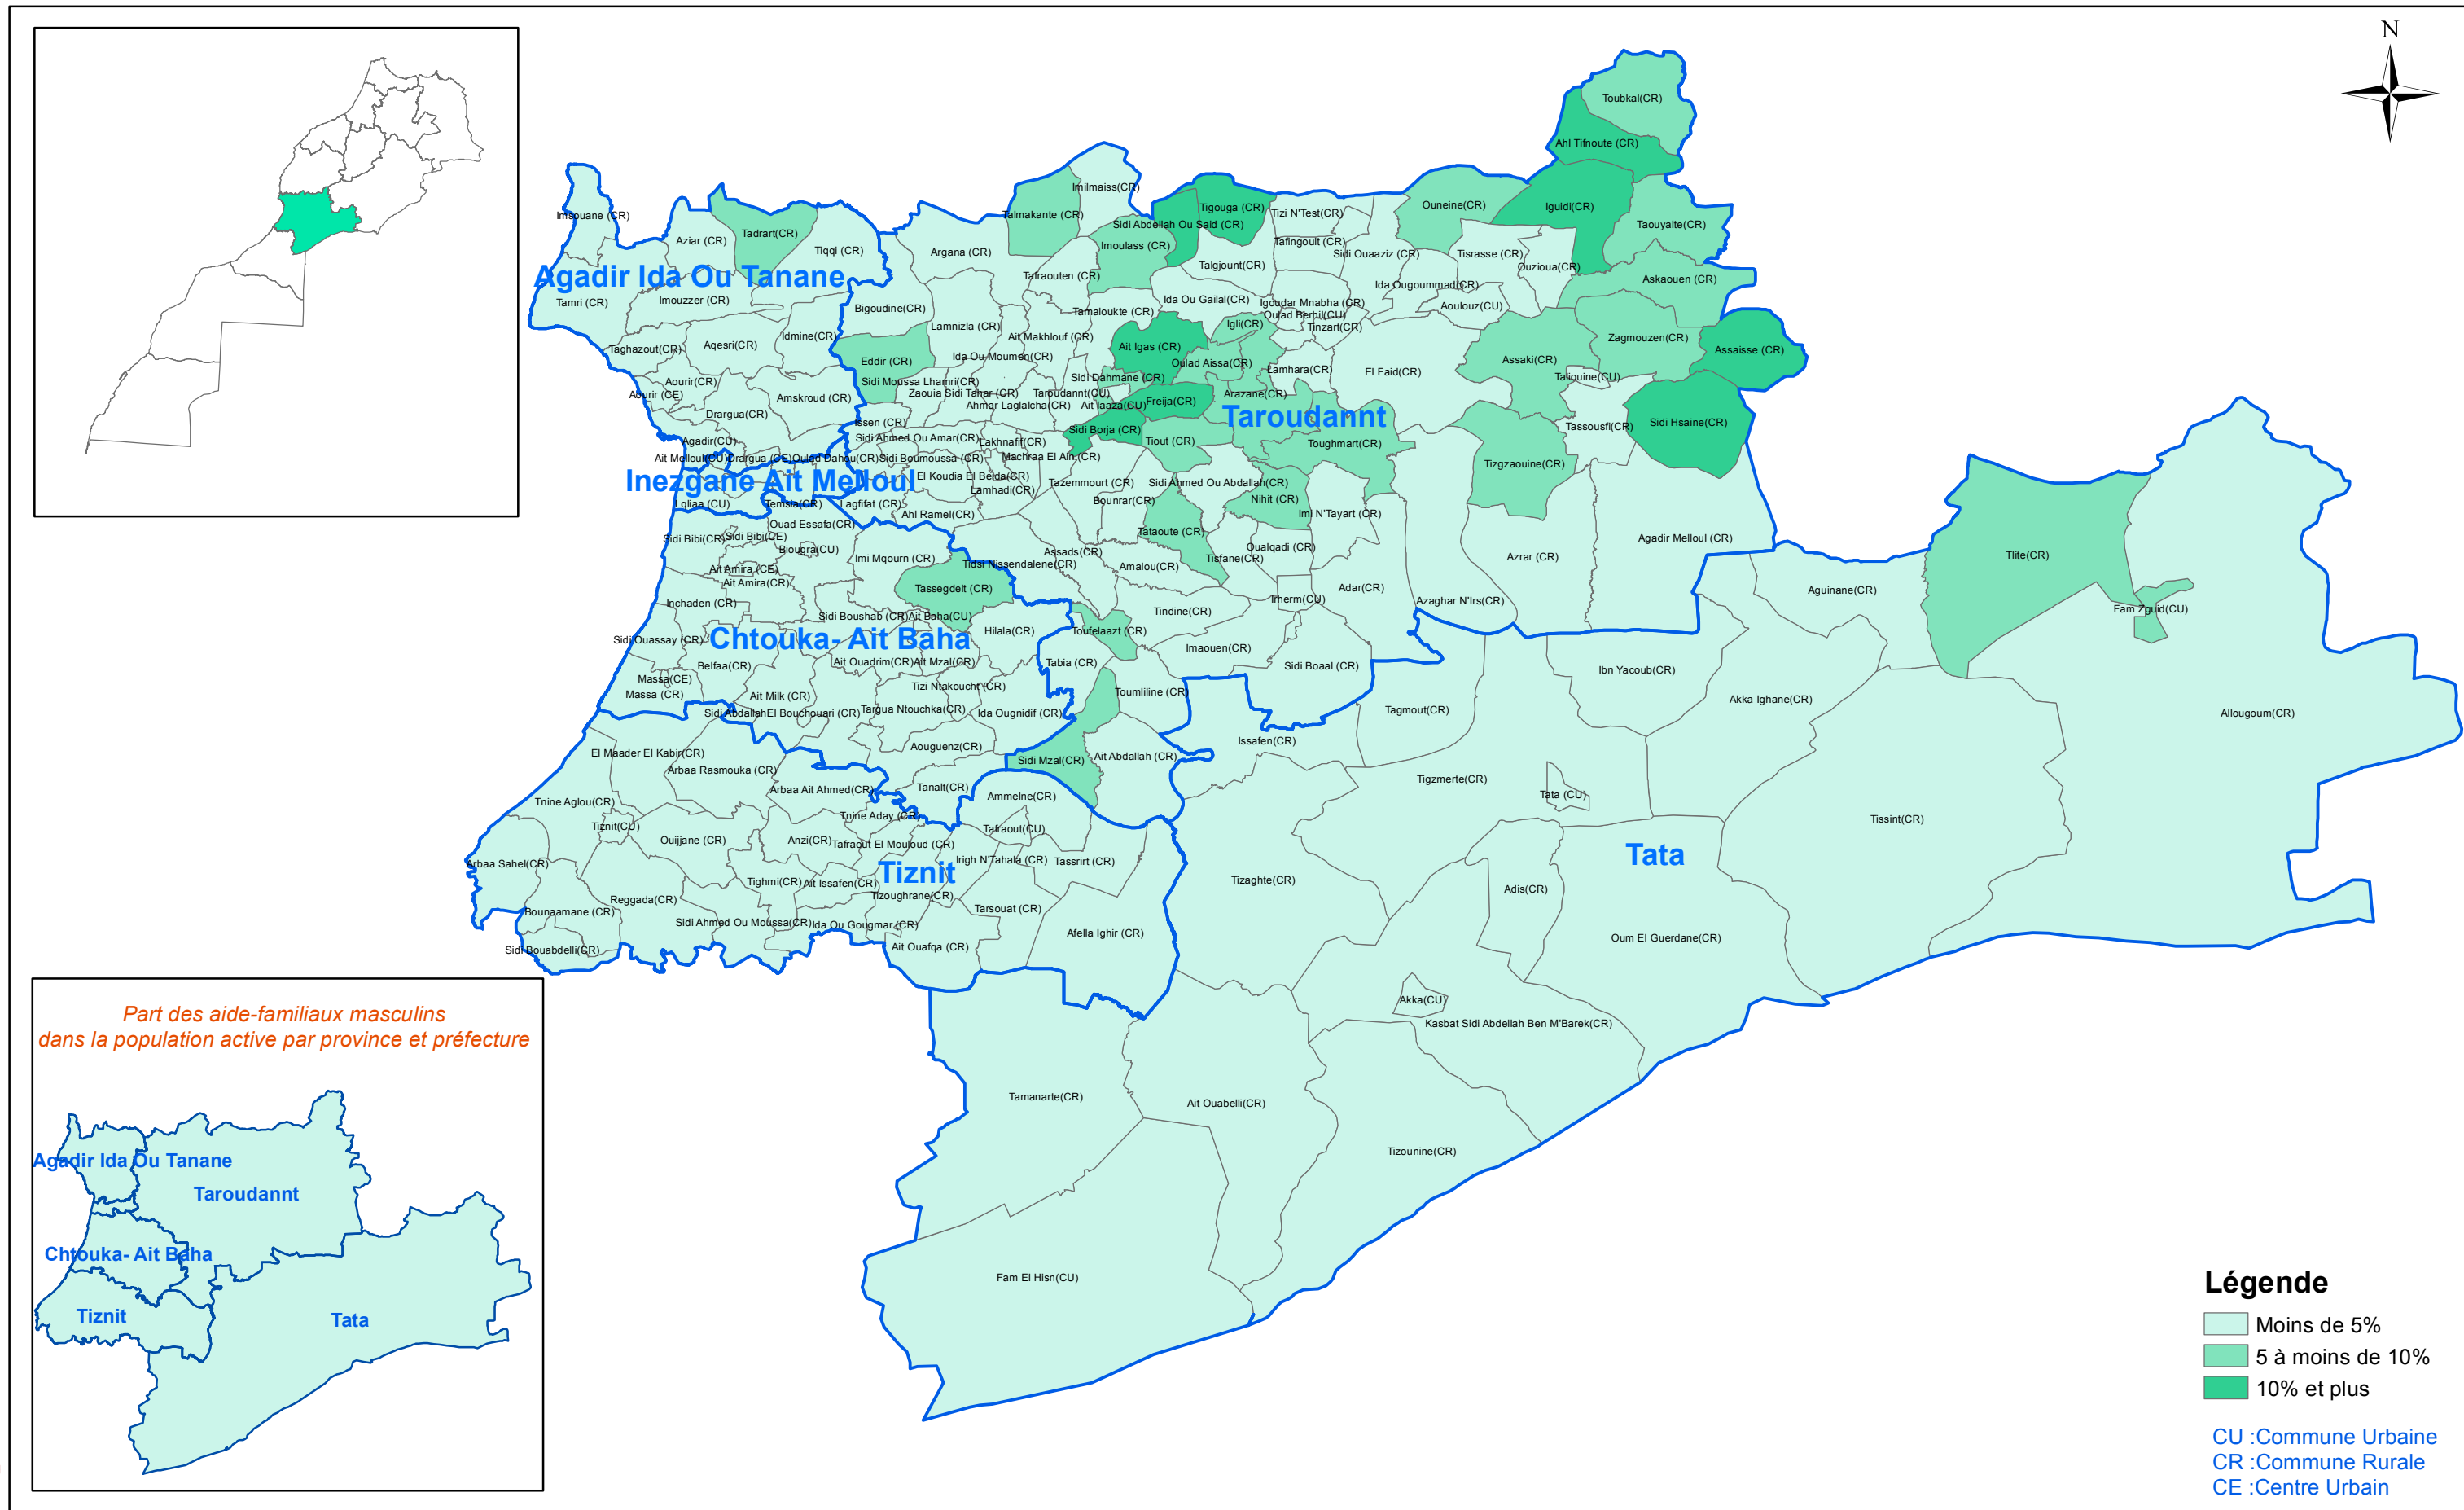 N
Toubkal(CR)
Ahl Tifnoute (CR)
Imilmaiss(CR)
Iguidi(CR)
Ouneine(CR)
Tigouga (CR)
Tizi N'Test(CR)
Talmakante (CR)
Imsouane (CR)
Sidi Abdellah Ou Said (CR)
Taouyalte(CR)
Tadrart(CR)
Aziar (CR)
Tiqqi (CR)
Argana (CR)
Imoulass (CR)
Tafingoult (CR)
Sidi Ouaaziz (CR)
Tisrasse (CR)
Ouzioua(CR)
Talgjount(CR)
Tafraouten (CR)
Agadir Ida Ou Tanane
Askaouen (CR)
Ida Ougoummad(CR)
Tamri (CR)
Imouzzer (CR)
Bigoudine(CR)
Ida Ou Gailal(CR)
Igoudar Mnabha (CR)
Aoulouz(CU)
Tamaloukte (CR)
Oulad Berhil(CU)
Lamnizla (CR)
Igli(CR)
Tinzart(CR)
Idmine(CR)
Ait Makhlouf (CR)
Zagmouzen(CR)
Taghazout(CR)
Aqesri(CR)
Ait Igas (CR)
Assaisse (CR)
Eddir (CR)
Ida Ou Moumen(CR)
Oulad Aissa(CR)
Assaki(CR)
Lamhara(CR)
El Faid(CR)
Sidi Dahmane (CR)
Taliouine(CU)
Aourir(CR)
Sidi Moussa Lhamri(CR)
Aourir (CE)
Amskroud (CR)
Zaouia Sidi Tahar (CR)
Taroudannt(CU)
Arazane(CR)
Ahmar Laglalcha(CR)
Ait Iaaza(CU)
Freija(CR)
Drargua(CR)
Taroudannt
Issen (CR)
Sidi Hsaine(CR)
Tassousfi(CR)
Sidi Borja (CR)
Agadir(CU)
Sidi Ahmed Ou Amar(CR)
Lakhnafif(CR)
Tiout (CR)
Toughmart(CR)
Ait Melloul(CU)
Drargua (CE)
Oulad Dahou(CR)
Sidi Boumoussa (CR)
Machraa El Ain (CR)
Tizgzaouine(CR)
Inezgane Ait Melloul
El Koudia El Beida(CR)
Tazemmourt (CR)
Sidi Ahmed Ou Abdallah(CR)
Lamhadi(CR)
Lqliaa (CU)
Temsia(CR)
Lagfifat (CR)
Bounrar(CR)
Nihit (CR)
Ahl Ramel(CR)
Imi N'Tayart (CR)
Ouad Essafa(CR)
Tataoute (CR)
Sidi Bibi(CR)
Sidi Bibi(CE)
Agadir Melloul (CR)
Biougra(CU)
Assads(CR)
Oualqadi (CR)
Imi Mqourn (CR)
Tisfane(CR)
Azrar (CR)
Tlite(CR)
Tidsi Nissendalene(CR)
Amalou(CR)
Ait Amira (CE)
Ait Amira(CR)
Tassegdelt (CR)
Adar(CR)
Aguinane(CR)
Inchaden (CR)
Irherm(CU)
Azaghar N'Irs(CR)
Tindine(CR)
Fam Zguid(CU)
Sidi Boushab (CR)
Ait Baha(CU)
Toufelaazt (CR)
Hilala(CR)
Sidi Ouassay (CR)
Chtouka- Ait Baha
Imaouen(CR)
Belfaa(CR)
Ait Ouadrim(CR)
Ait Mzal(CR)
Tabia (CR)
Sidi Boaal (CR)
Ibn Yacoub(CR)
Massa(CE)
Massa (CR)
Ait Milk (CR)
Tizi Ntakoucht (CR)
Toumliline (CR)
Akka Ighane(CR)
Sidi Abdallah El Bouchouari (CR)
Targua Ntouchka(CR)
Ida Ougnidif (CR)
Tagmout(CR)
Allougoum(CR)
Issafen(CR)
El Maader El Kabir(CR)
Aouguenz(CR)
Ait Abdallah (CR)
Sidi Mzal(CR)
Arbaa Rasmouka (CR)
Tigzmerte(CR)
Arbaa Ait Ahmed(CR)
Tanalt(CR)
Ammelne(CR)
Tata (CU)
Tnine Aglou(CR)
Tnine Aday (CR)
Tissint(CR)
Tiznit(CU)
Tafraout(CU)
Ouijjane (CR)
Anzi(CR)
Tafraout El Mouloud (CR)
Tata
Arbaa Sahel(CR)
Irigh N'Tahala (CR)
Tassrirt (CR)
Tiznit
Tighmi(CR)
Ait Issafen(CR)
Tizaghte(CR)
Adis(CR)
Reggada(CR)
Tizoughrane(CR)
Bounaamane (CR)
Tarsouat (CR)
Sidi Ahmed Ou Moussa(CR)
Ida Ou Gougmar(CR)
Afella Ighir (CR)
Oum El Guerdane(CR)
Sidi Bouabdelli(CR)
Ait Ouafqa (CR)
Akka(CU)
Kasbat Sidi Abdellah Ben M'Barek(CR)
Tamanarte(CR)
Ait Ouabelli(CR)
Tizounine(CR)
Fam El Hisn(CU)
Part des aide-familiaux masculins
dans la population active par province et préfecture
Agadir Ida Ou Tanane
Taroudannt
Chtouka- Ait Baha
Tiznit
Tata
Légende
Moins de 5%
5 à moins de 10%
10% et plus
CU :Commune Urbaine
CR :Commune Rurale
CE :Centre Urbain